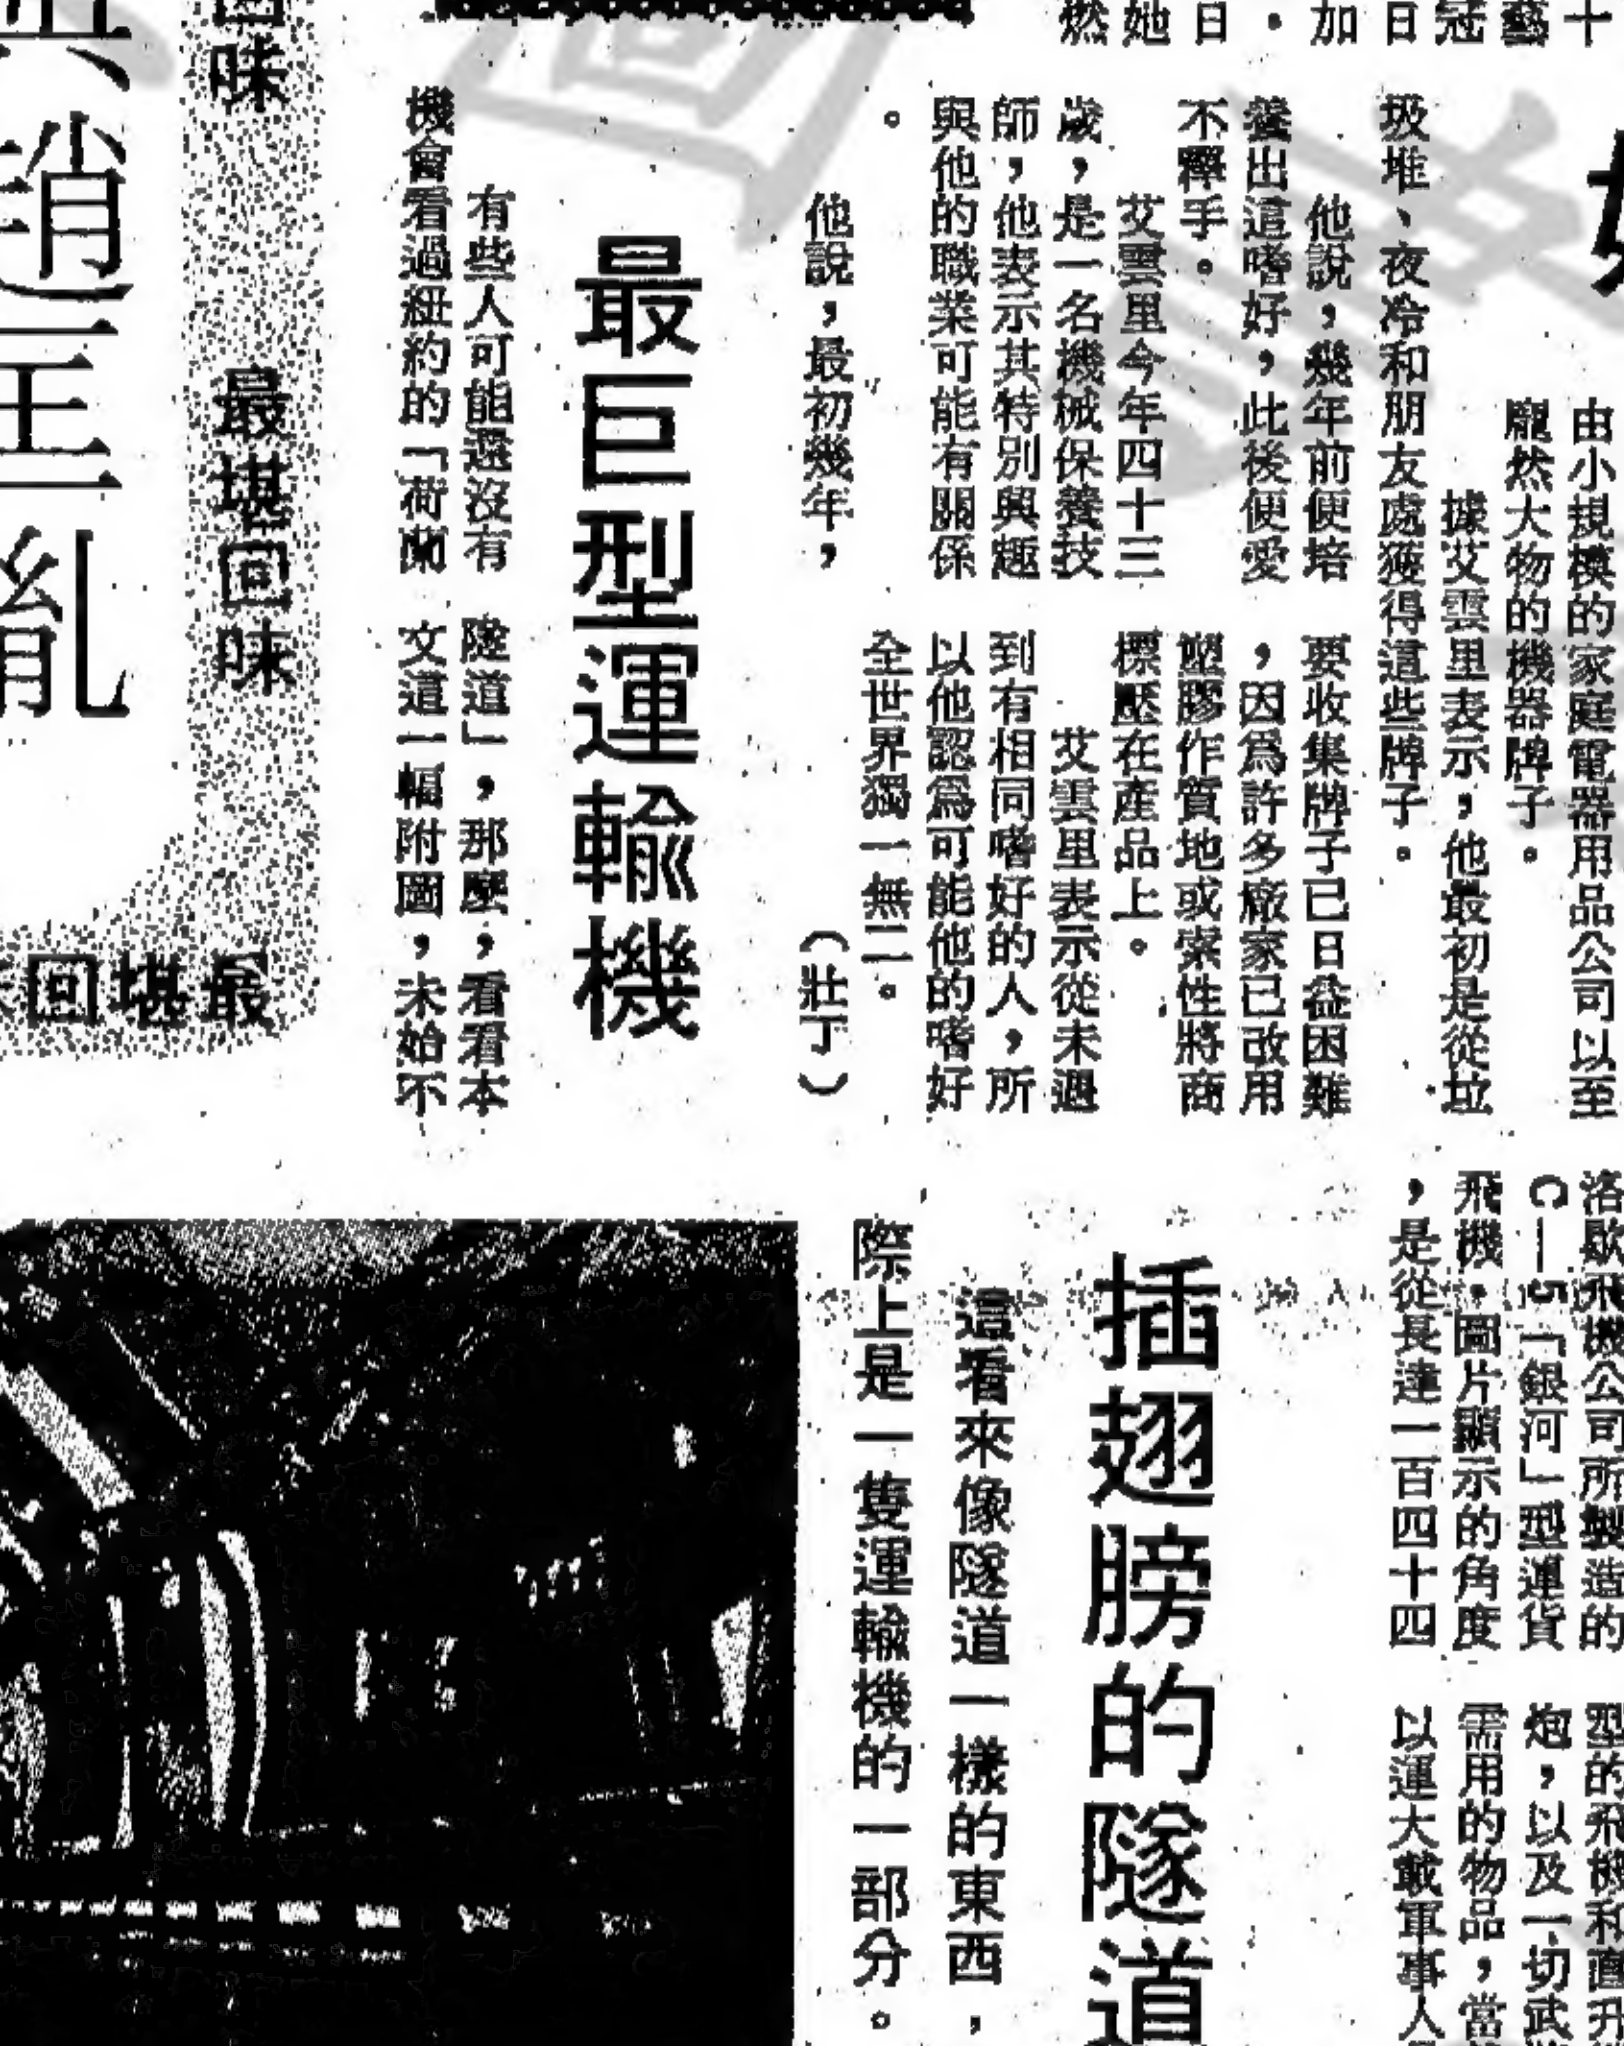 由小規模的家庭電器用品公司以至
龐然大物的機器牌子。
據艾雲里表示，他最初是從垃
圾堆、夜冷和朋友處獲得這些牌子。
他說，幾年前便培
養出這嗜好，此後便愛
不釋手。
艾雲里今年四十三
歲，是一名機械保養技
師，他表示其特別興趣
與他的職業可能有關係
。
他說，最初幾年，
要收集牌子已日益困難
，因為許多廠家已改用
塑膠作質地或索性將商
標壓在產品上。
艾雲里表示從未遇
到有相同嗜好的人，所
以他認為可能他的嗜好
全世界獨一無二。
（壯丁）
最巨型運輸機
有些人可能還沒有
機會看過紐約的「荷蘭
隧道」，那麼，看看本
文這一幅附圖，未始不
洛歇飛機公司所製造的
C—5「銀河」型運貨
飛機。圖片顯示的角度
，是從長達一百四十四
型的飛機和直升
炮，以及一切武
需用的物品，當
以運大載軍事人
插翅膀的隧道
這看來像隧道一樣的東西，
際上是一隻運輸機的一部分。
回味
最堪回味
最堪回